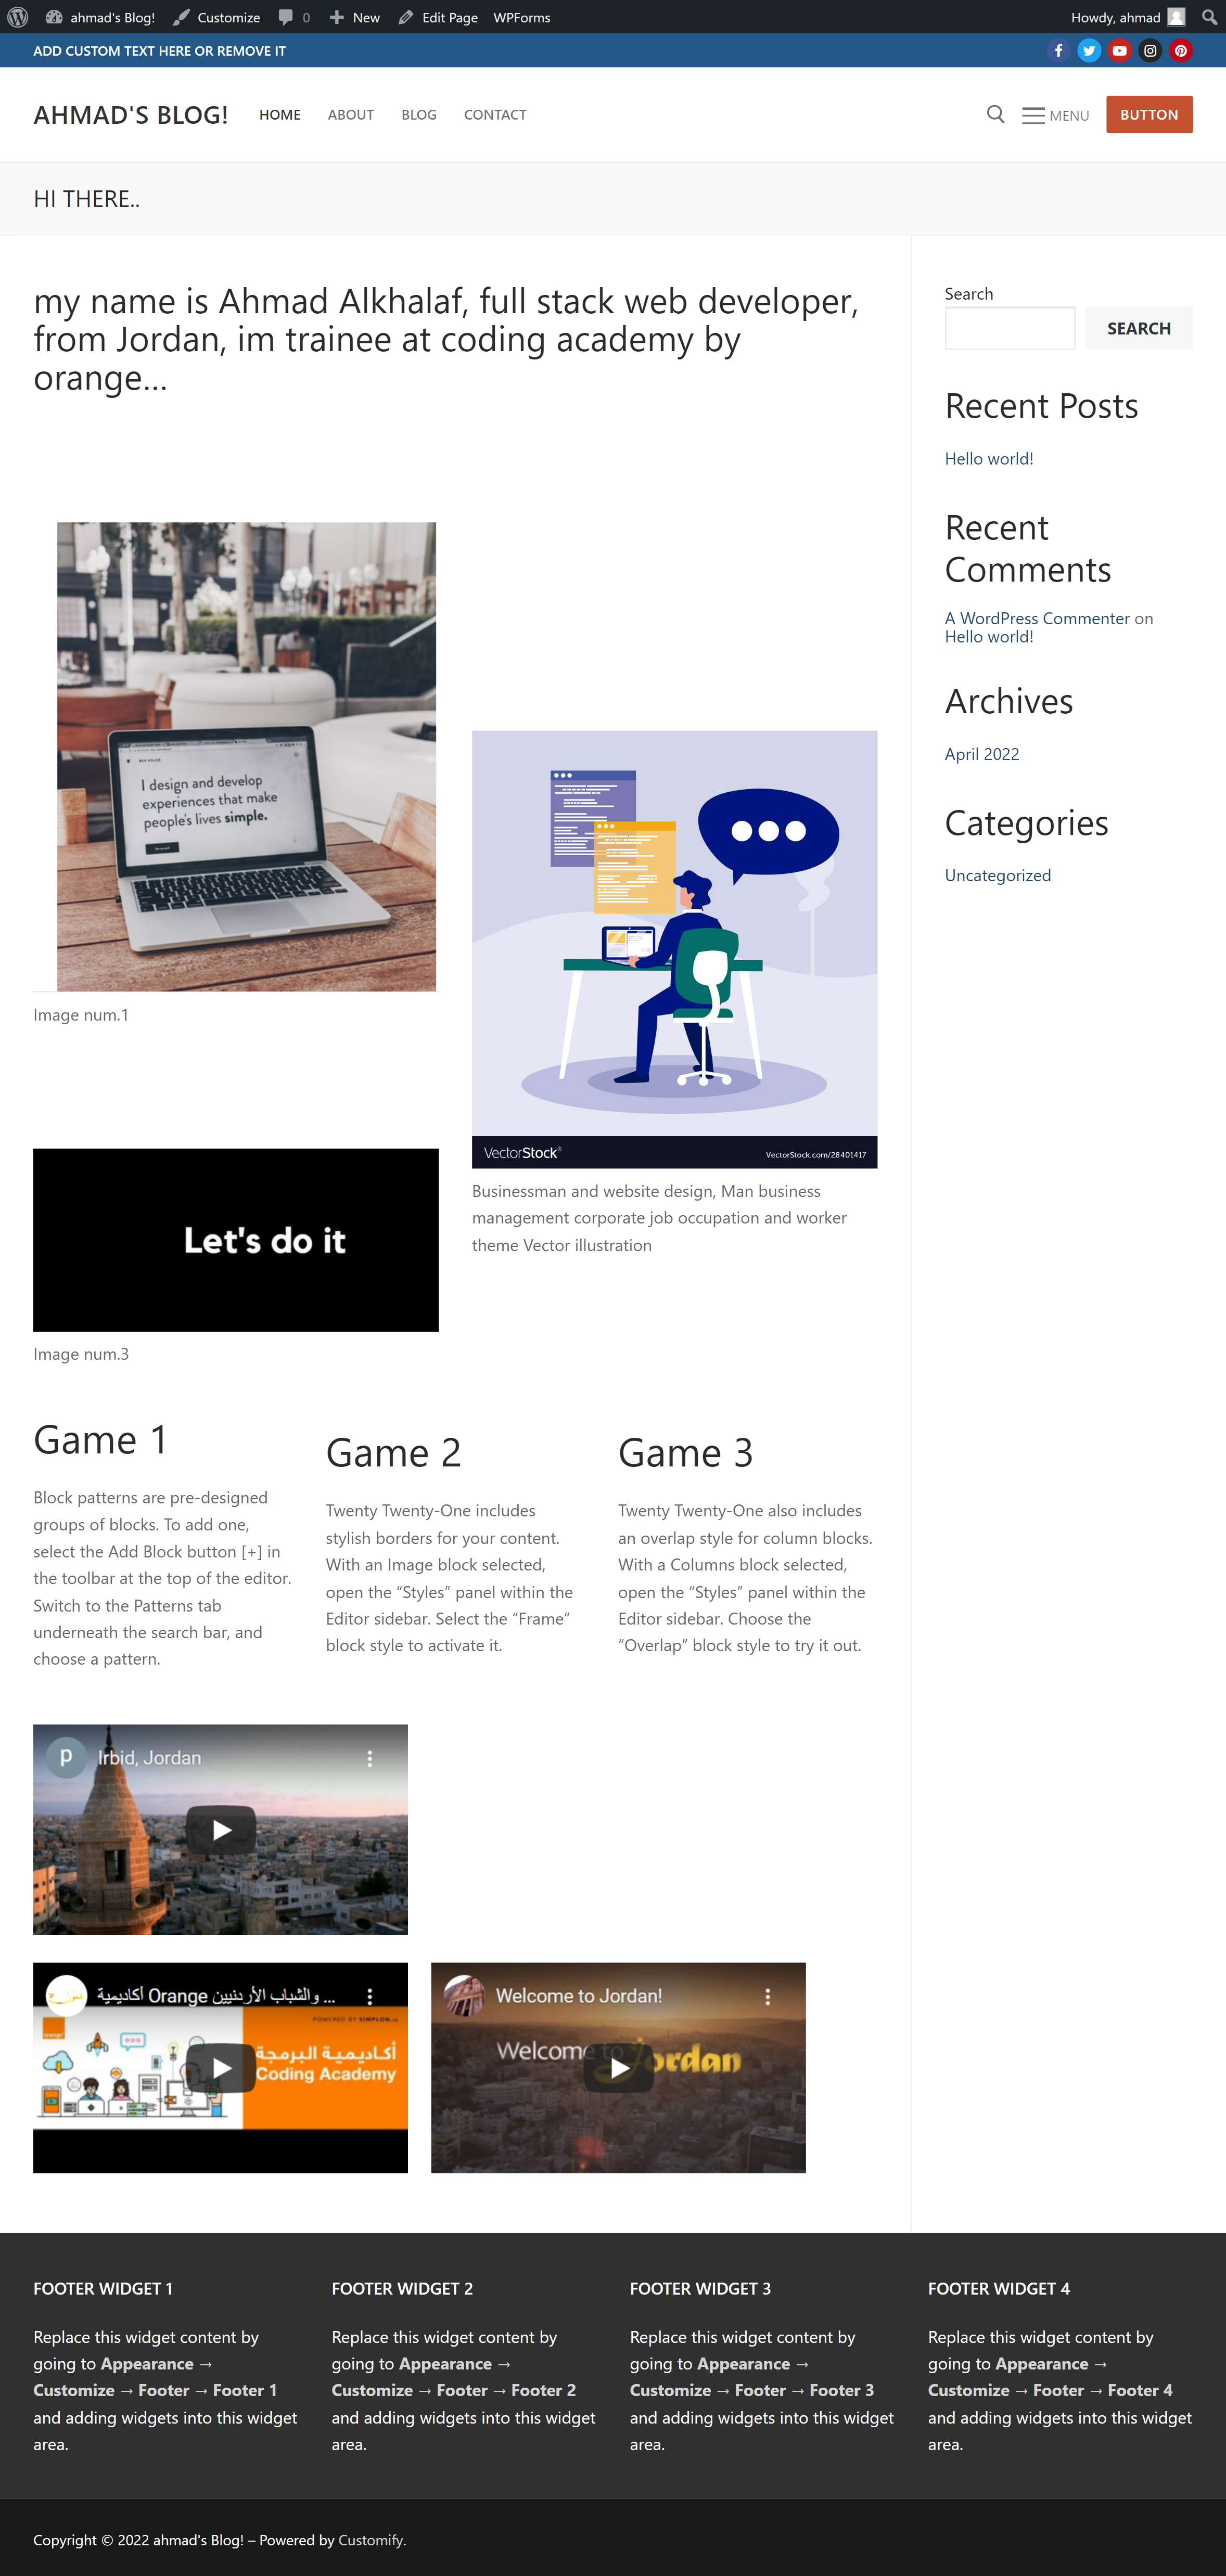 ahmad's Blog! Customize 0 New Edit Page WPForms Howdy, ahmad
ADD CUSTOM TEXT HERE OR REMOVE IT
AHMAD'S BLOG! HOME ABOUT BLOG CONTACT MENU BUTTON
HI THERE..
my name is Ahmad Alkhalaf, full stack web developer,
from Jordan, im trainee at coding academy by
orange...
I design and develop
experiences that make
people's lives simple.
Image num.1
VectorStock® VectorStock.com/28401417
Businessman and website design, Man business
management corporate job occupation and worker
theme Vector illustration
Let's do it
Image num.3
Game 1
Block patterns are pre-designed
groups of blocks. To add one,
select the Add Block button [+] in
the toolbar at the top of the editor.
Switch to the Patterns tab
underneath the search bar, and
choose a pattern.
Game 2
Twenty Twenty-One includes
stylish borders for your content.
With an Image block selected,
open the “Styles” panel within the
Editor sidebar. Select the “Frame”
block style to activate it.
Game 3
Twenty Twenty-One also includes
an overlap style for column blocks.
With a Columns block selected,
open the “Styles” panel within the
Editor sidebar. Choose the
“Overlap” block style to try it out.
p Irbid, Jordan
أكاديمية Orange والشباب الأردنيين ...
POWERED BY SIMPLON
أكاديمية البرمجة
Coding Academy
Welcome to Jordan!
Welcome to Jordan
Search
SEARCH
Recent Posts
Hello world!
Recent
Comments
A WordPress Commenter on
Hello world!
Archives
April 2022
Categories
Uncategorized
FOOTER WIDGET 1
Replace this widget content by
going to Appearance →
Customize → Footer → Footer 1
and adding widgets into this widget
area.
FOOTER WIDGET 2
Replace this widget content by
going to Appearance →
Customize → Footer → Footer 2
and adding widgets into this widget
area.
FOOTER WIDGET 3
Replace this widget content by
going to Appearance →
Customize → Footer → Footer 3
and adding widgets into this widget
area.
FOOTER WIDGET 4
Replace this widget content by
going to Appearance →
Customize → Footer → Footer 4
and adding widgets into this widget
area.
Copyright © 2022 ahmad's Blog! – Powered by Customify.